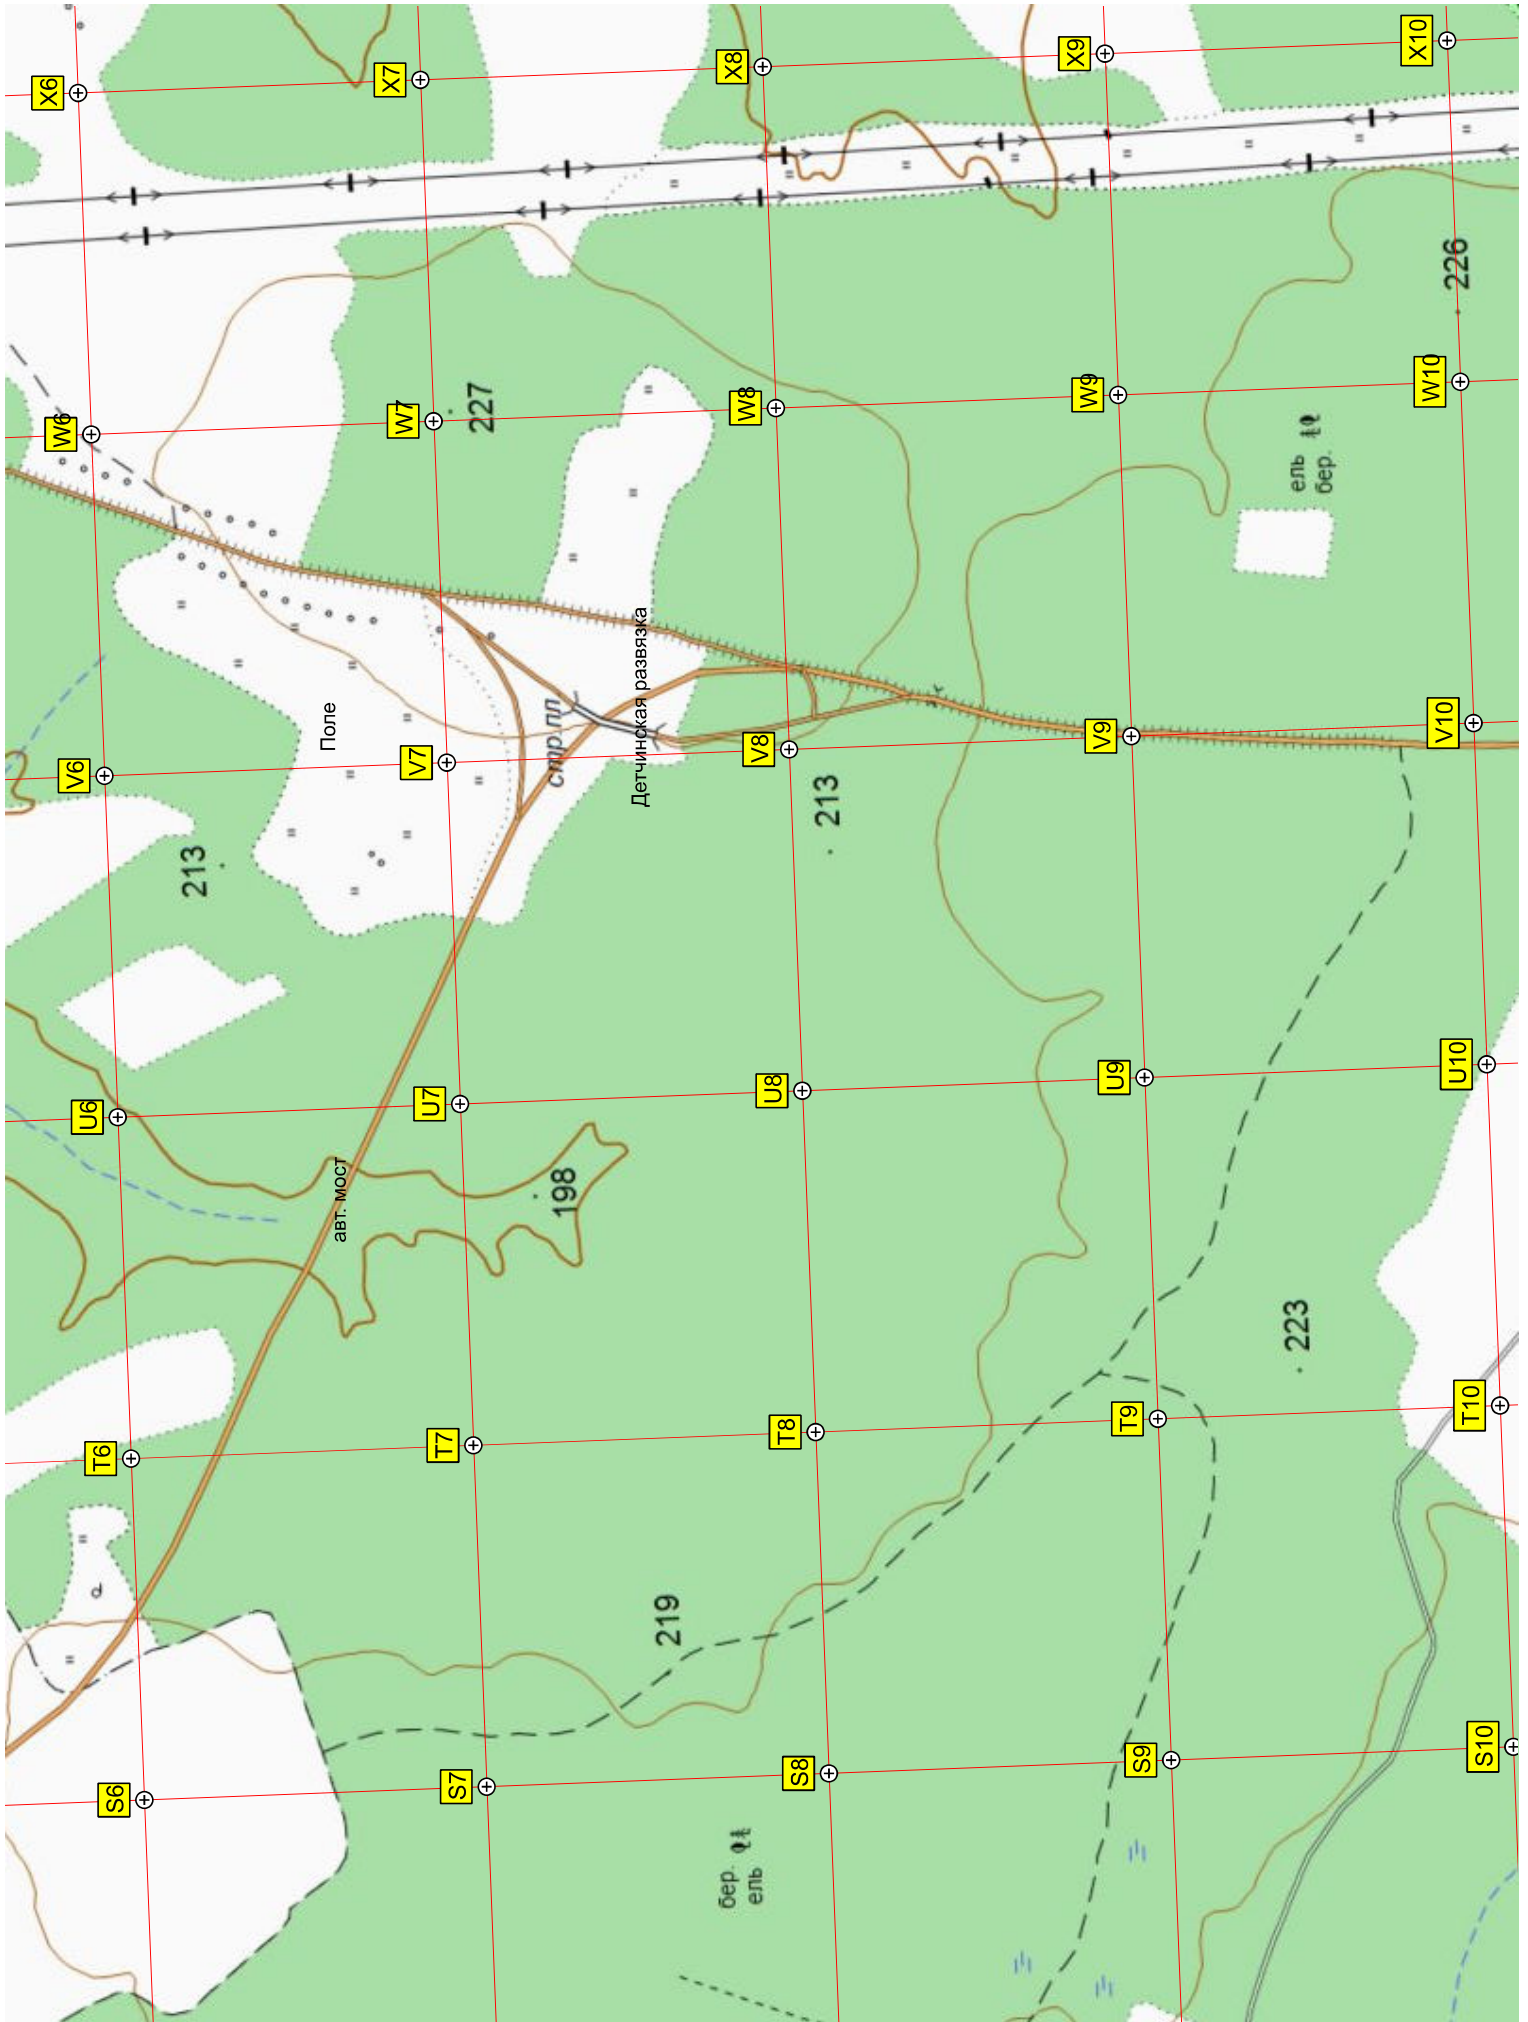 X6
X7
X8
X9
X10
W6
W7
W8
W9
W10
226
227
ель
бер.
Поле
стр.пл
Детчинская развязка
V6
V7
V8
V9
V10
213
213
U6
U7
U8
U9
U10
авт. мост
198
223
T6
T7
T8
T9
T10
219
S6
S7
S8
S9
S10
бер.
ель